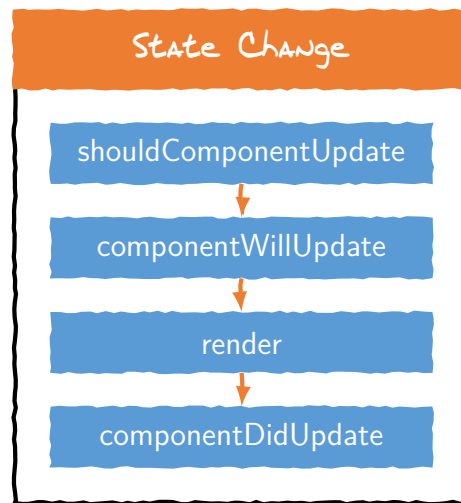 State Change
shouldComponentUpdate
componentWillUpdate
render
componentDidUpdate